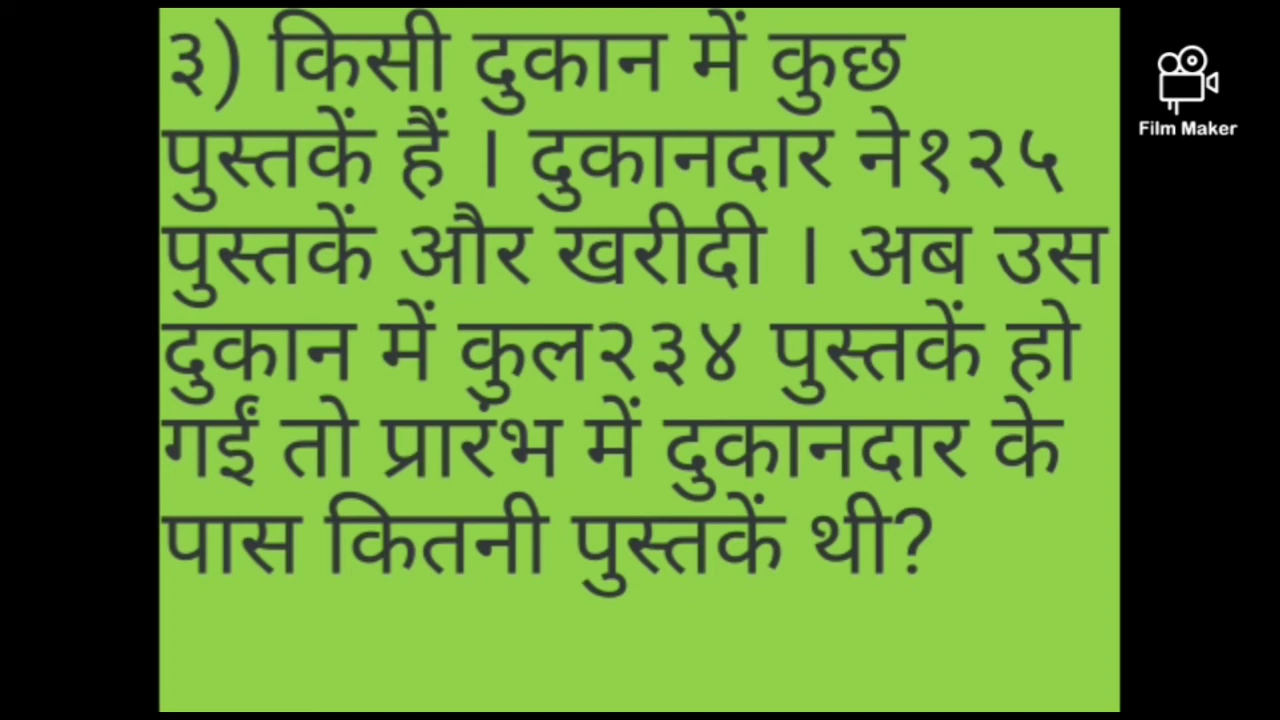 ३) किसी दुकान में कुछ
पुस्तकें हैं । दुकानदार ने१२५
पुस्तकें और खरीदी । अब उस
दुकान में कुल२३४ पुस्तकें हो
गईं तो प्रारंभ में दुकानदार के
पास कितनी पुस्तकें थी?
Film Maker